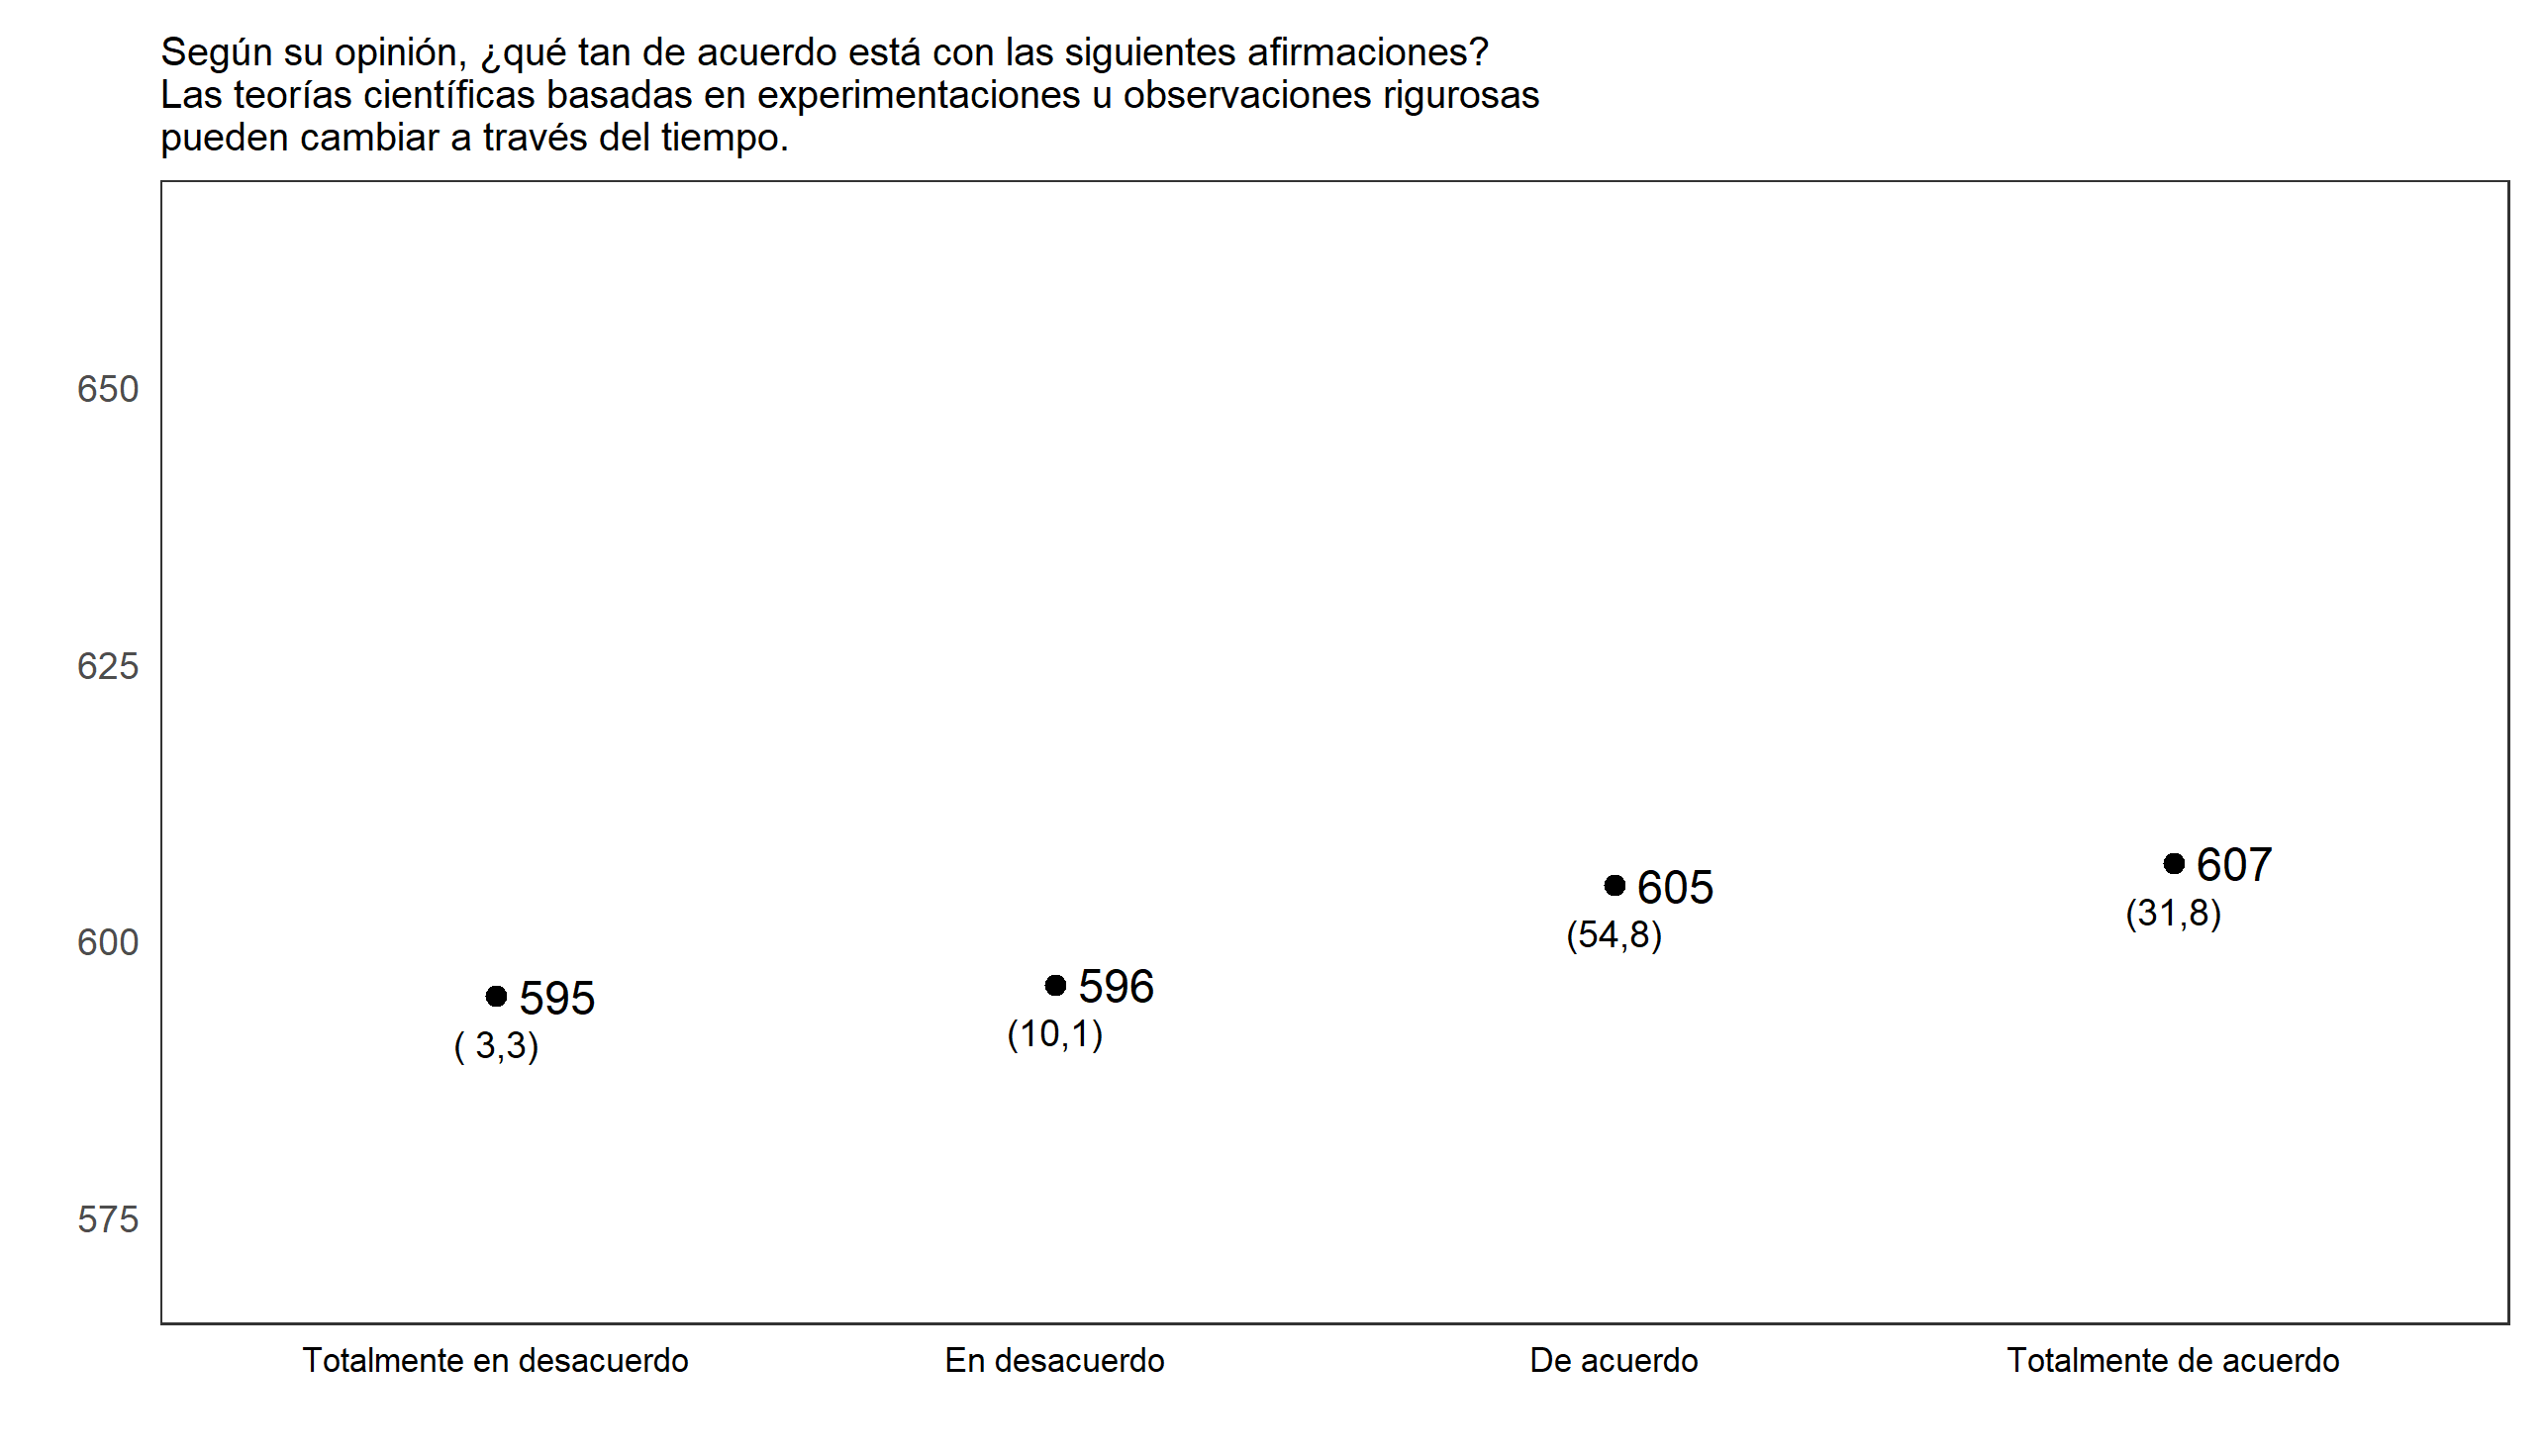 Según su opinión, ¿qué tan de acuerdo está con las siguientes afirmaciones?
Las teorías científicas basadas en experimentaciones u observaciones rigurosas
pueden cambiar a través del tiempo.
650
625
600
575
595
( 3,3)
596
(10,1)
605
(54,8)
607
(31,8)
Totalmente en desacuerdo
En desacuerdo
De acuerdo
Totalmente de acuerdo